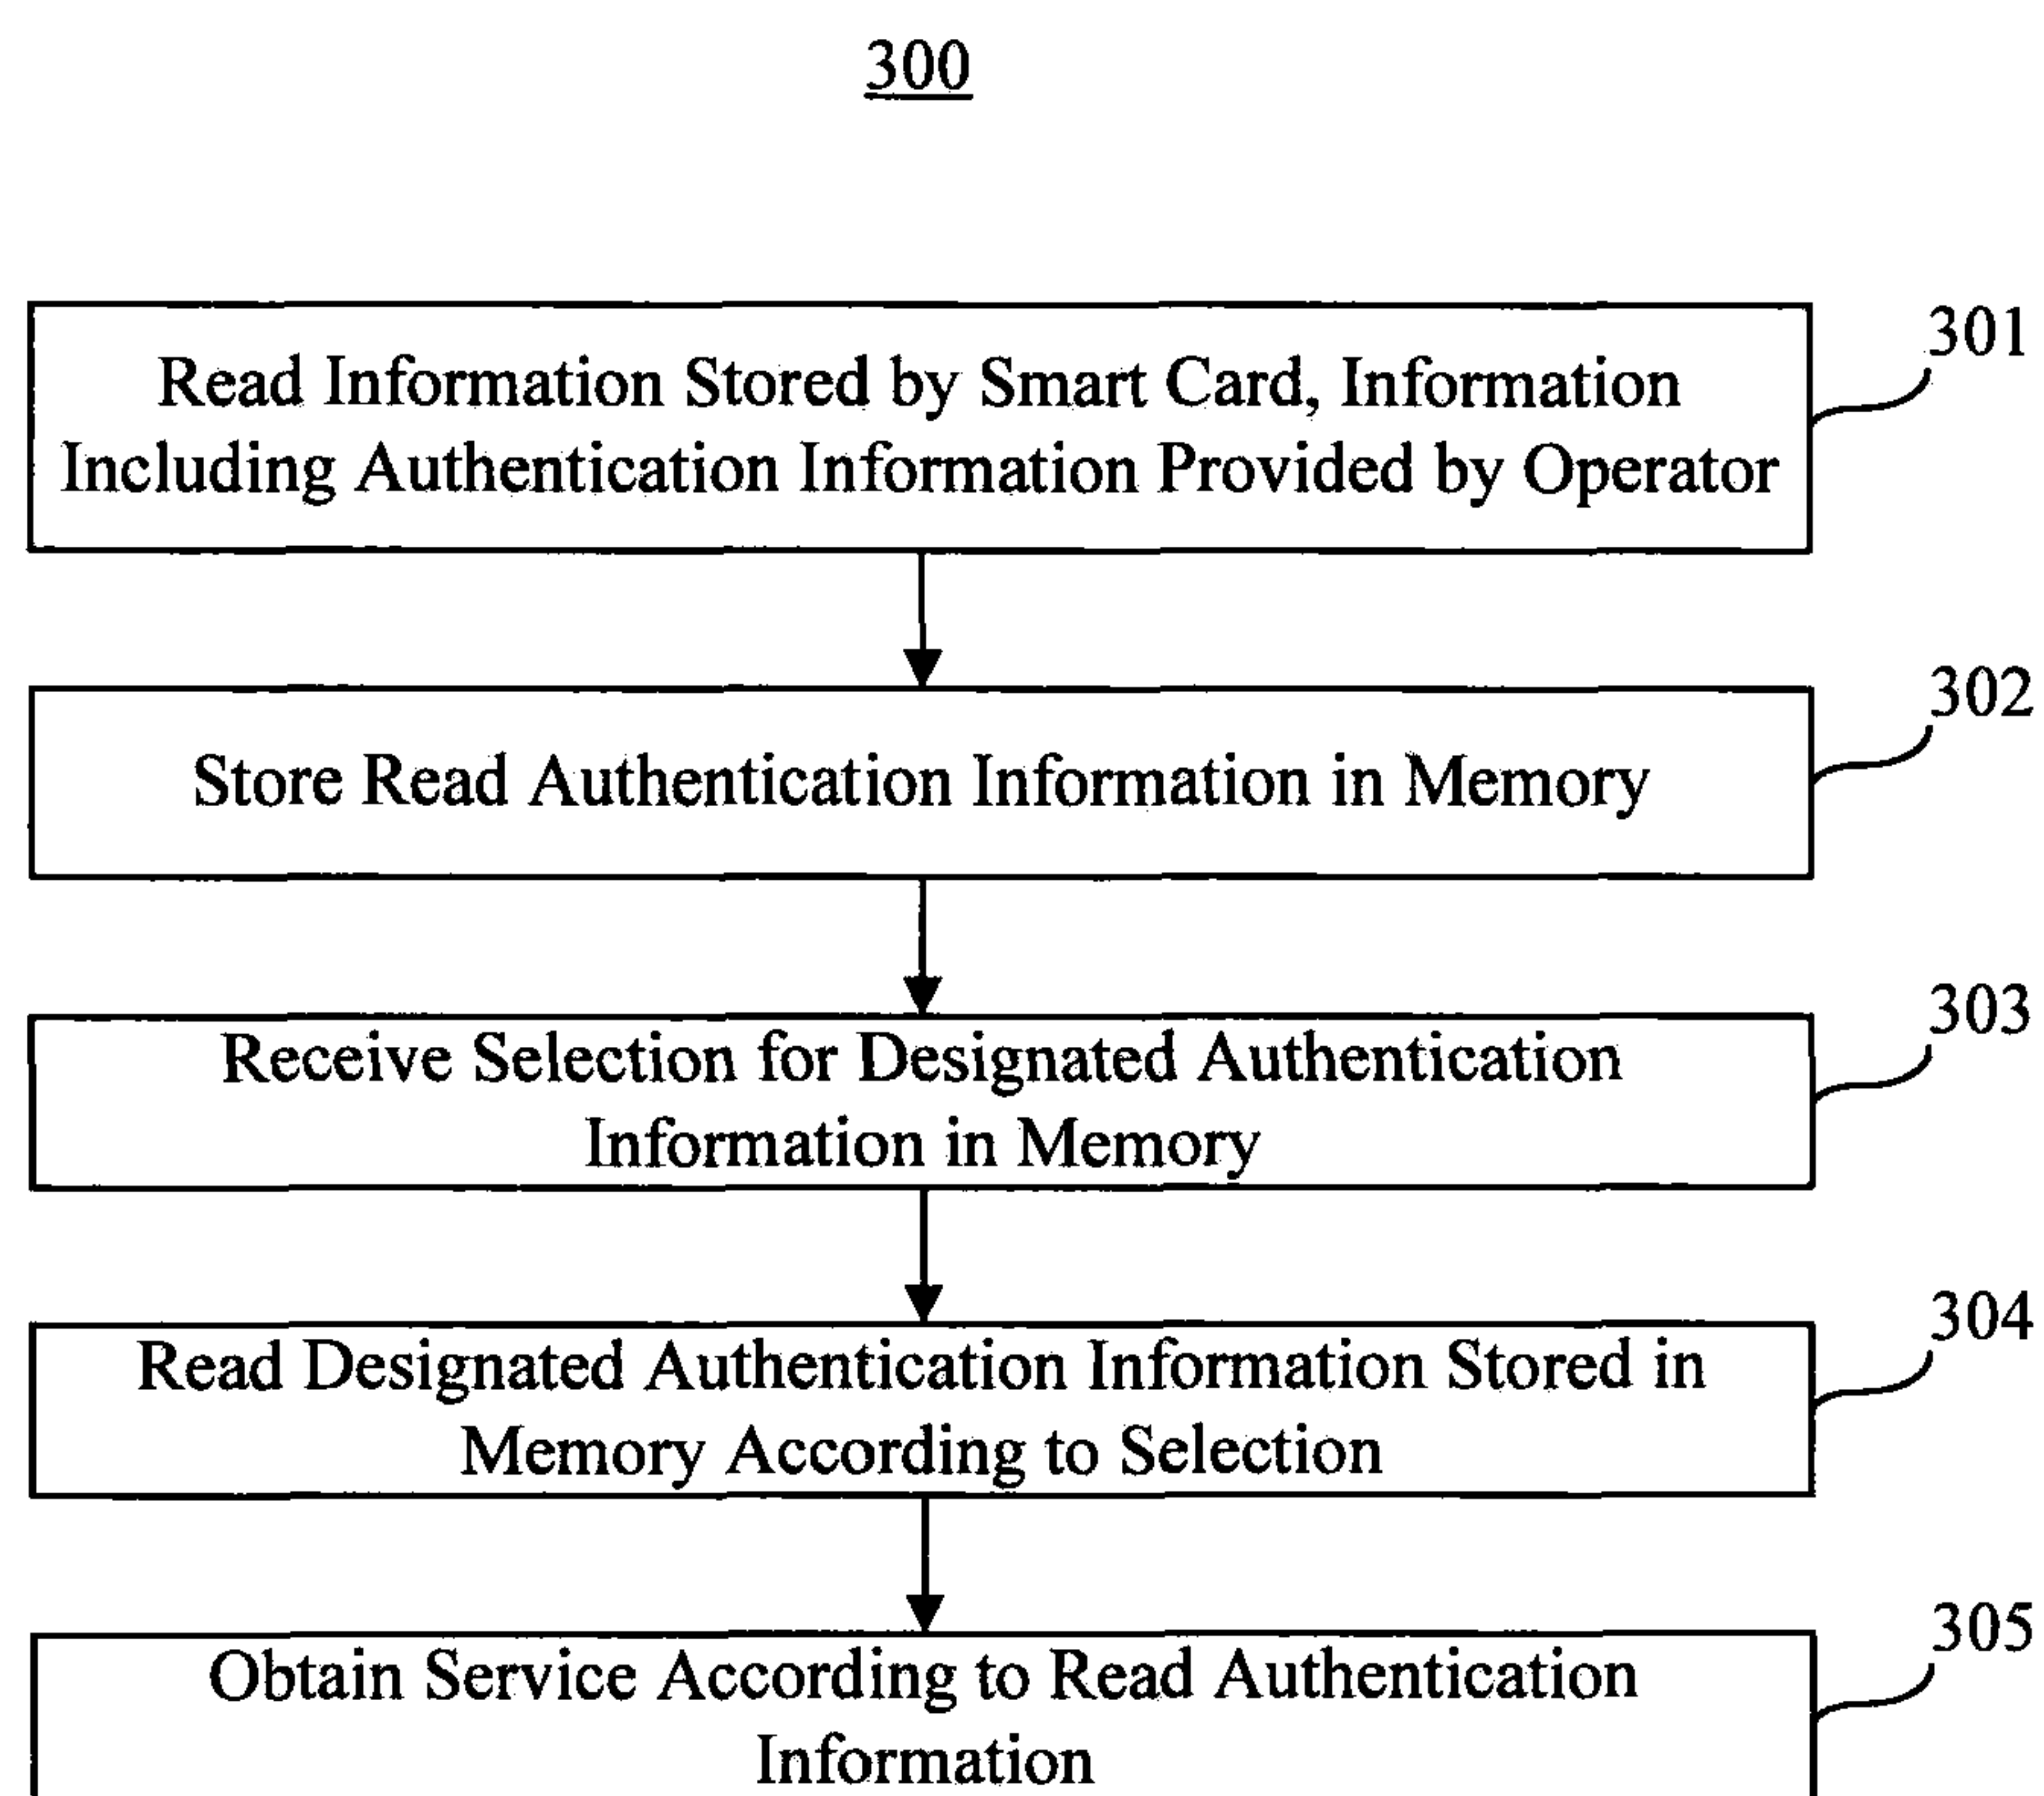 300
301
Read Information Stored by Smart Card, Information
Including Authentication Information Provided by Operator
302
Store Read Authentication Information in Memory
303
Receive Selection for Designated Authentication
Information in Memory
304
Read Designated Authentication Information Stored in
Memory According to Selection
305
Obtain Service According to Read Authentication
Information